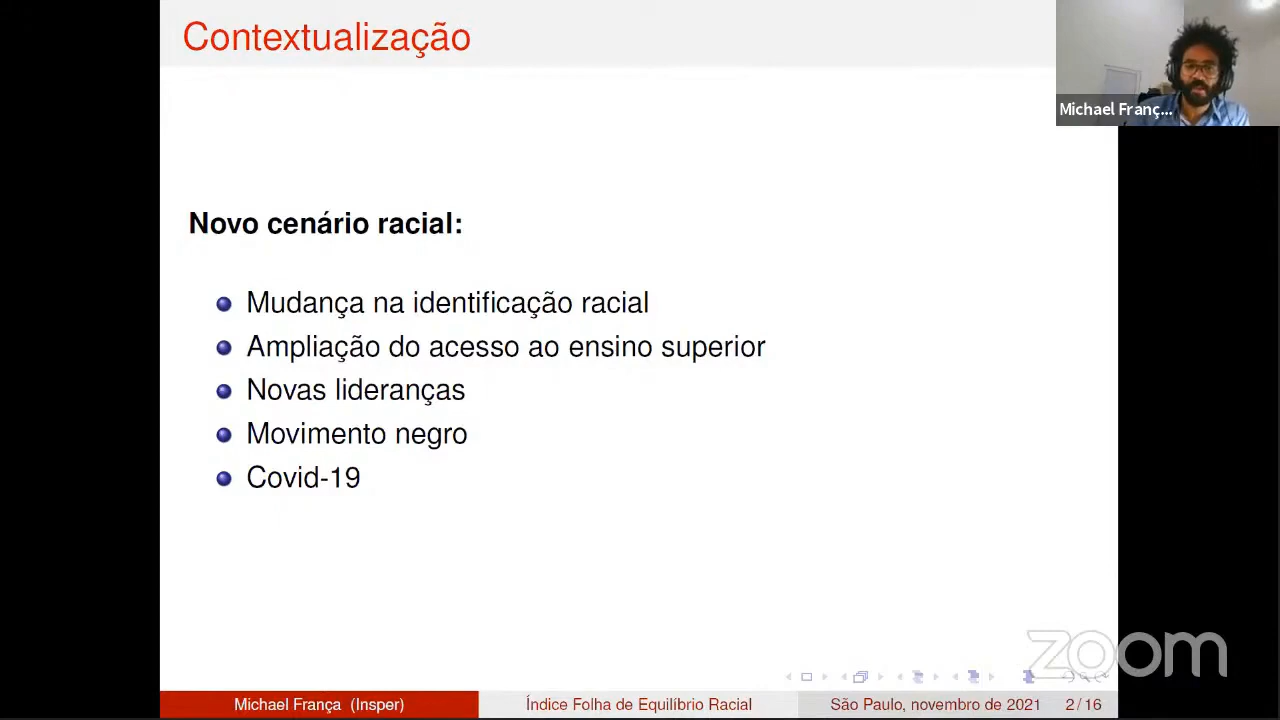 Contextualização
Michael Franç...
Novo cenário racial:
Mudança na identificação racial
Ampliação do acesso ao ensino superior
Novas lideranças
Movimento negro
Covid-19
zoom
Michael França (Insper)
Índice Folha de Equilíbrio Racial
São Paulo, novembro de 2021
2 / 16